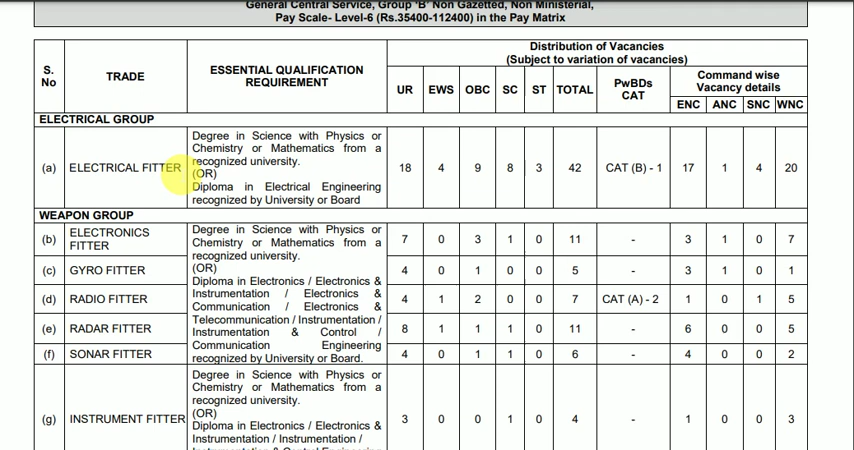 General Central Service, Group 'B' Non Gazetted, Non Ministerial,
Pay Scale- Level-6 (Rs.35400-112400) in the Pay Matrix
S. No TRADE ESSENTIAL QUALIFICATION REQUIREMENT Distribution of Vacancies (Subject to variation of vacancies)
UR EWS OBC SC ST TOTAL PwBDs CAT Command wise Vacancy details
ENC ANC SNC WNC
ELECTRICAL GROUP
(a) ELECTRICAL FITTER
Degree in Science with Physics or
Chemistry or Mathematics from a
recognized university.
(OR)
Diploma in Electrical Engineering
recognized by University or Board
18 4 9 8 3 42 CAT (B) - 1 17 1 4 20
WEAPON GROUP
Degree in Science with Physics or
Chemistry or Mathematics from a
recognized university.
(OR)
Diploma in Electronics / Electronics &
Instrumentation / Electronics &
Communication / Electronics &
Telecommunication / Instrumentation /
Instrumentation & Control /
Communication Engineering
recognized by University or Board.
(b) ELECTRONICS FITTER 7 0 3 1 0 11 - 3 1 0 7
(c) GYRO FITTER 4 0 1 0 0 5 - 3 1 0 1
(d) RADIO FITTER 4 1 2 0 0 7 CAT (A) - 2 1 0 1 5
(e) RADAR FITTER 8 1 1 1 0 11 - 6 0 0 5
(f) SONAR FITTER 4 0 1 1 0 6 - 4 0 0 2
(g) INSTRUMENT FITTER
Degree in Science with Physics or
Chemistry or Mathematics from a
recognized university.
(OR)
Diploma in Electronics / Electronics &
Instrumentation / Instrumentation /
Instrumentation & Control Engineering
3 0 0 1 0 4 - 1 0 0 3